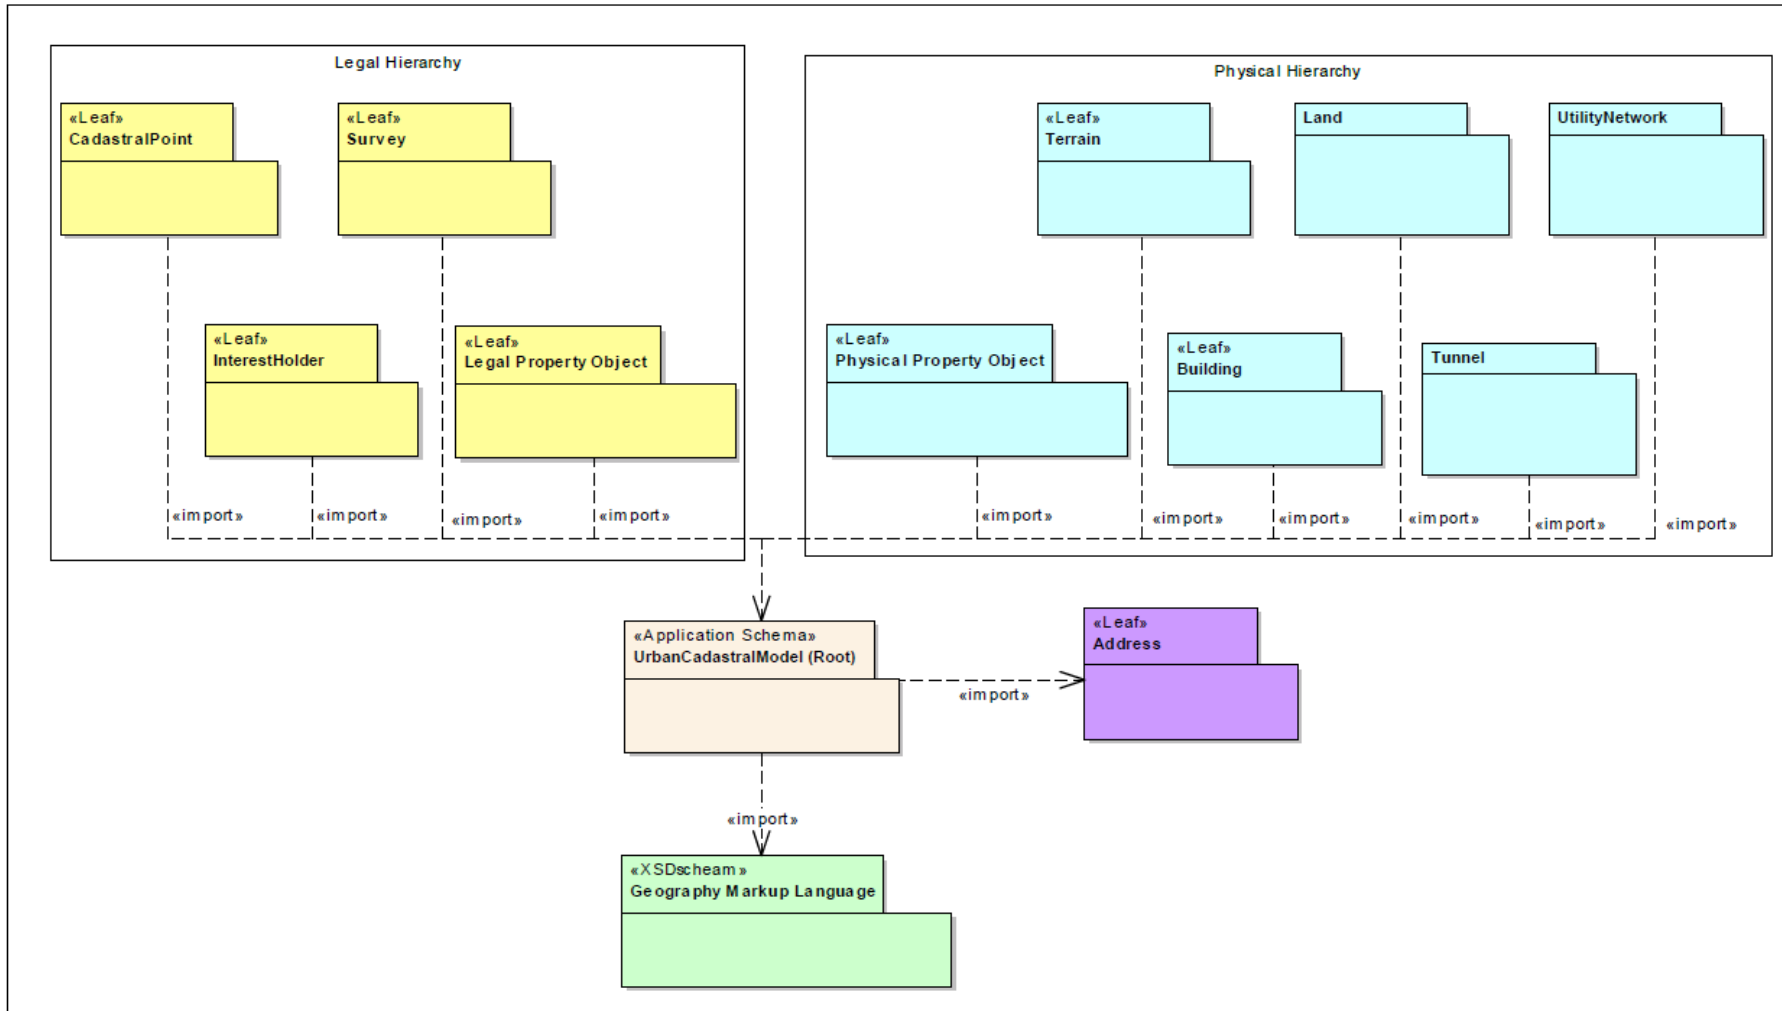 Legal Hierarchy
Physical Hierarchy
«Leaf»
CadastralPoint
«Leaf»
Survey
«Leaf»
Terrain
Land
UtilityNetwork
«Leaf»
InterestHolder
«Leaf»
Legal Property Object
«Leaf»
Physical Property Object
«Leaf»
Building
Tunnel
«import»
«import»
«import»
«import»
«import»
«import»
«import»
«import»
«import»
«import»
«Application Schema»
UrbanCadastralModel (Root)
«Leaf»
Address
«import»
«import»
«XSDscheam»
Geography Markup Language